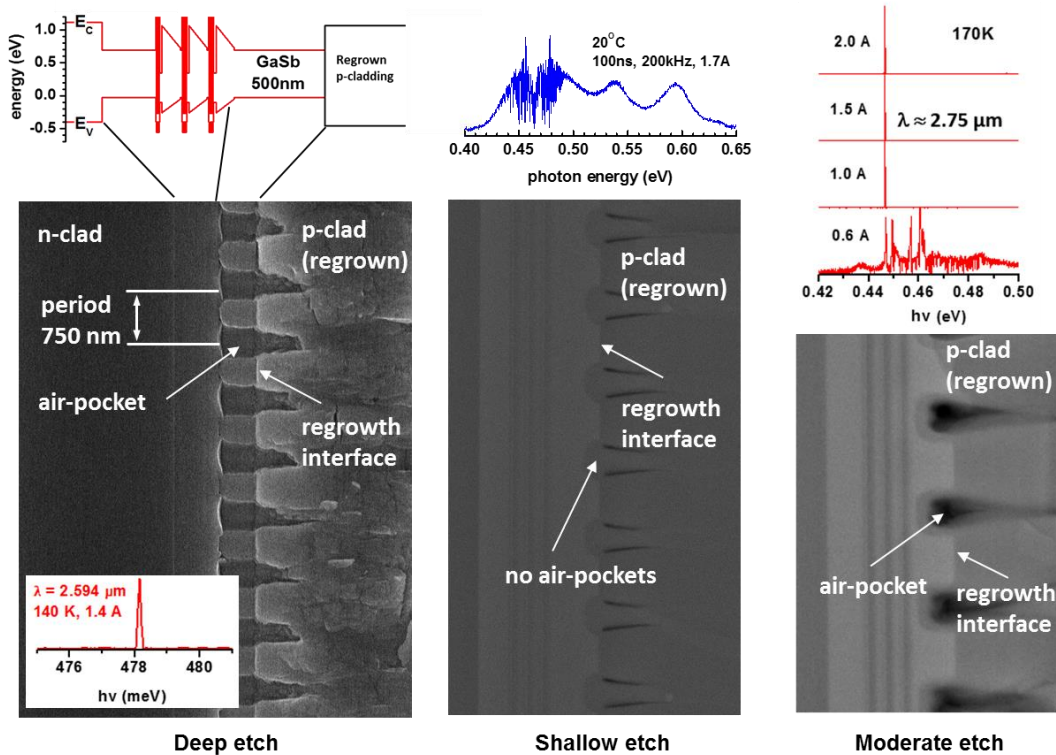 energy (eV)
1.0
0.5
0.0
-0.5
E_C
E_V
GaSb
500nm
Regrown
p-cladding
n-clad
p-clad
(regrown)
period
750 nm
air-pocket
regrowth
interface
λ = 2.594 µm
140 K, 1.4 A
476 478 480
hν (meV)
Deep etch
20°C
100ns, 200kHz, 1.7A
0.40 0.45 0.50 0.55 0.60 0.65
photon energy (eV)
p-clad
(regrown)
regrowth
interface
no air-pockets
Shallow etch
2.0 A
170K
1.5 A
λ ≈ 2.75 µm
1.0 A
0.6 A
0.42 0.44 0.46 0.48 0.50
hν (eV)
p-clad
(regrown)
air-pocket
regrowth
interface
Moderate etch